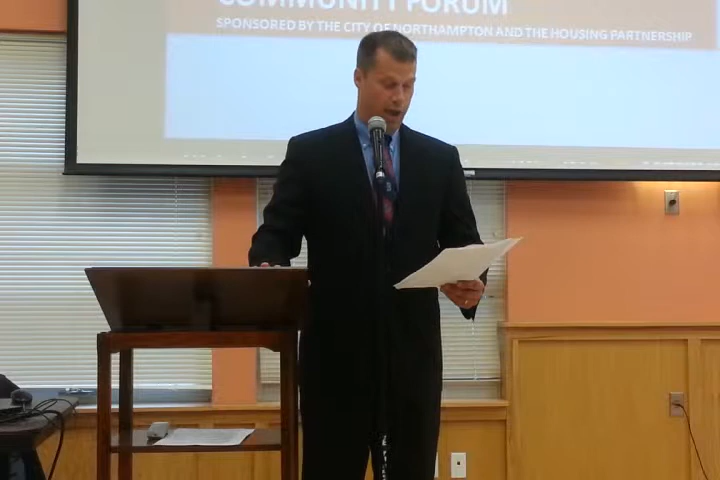 COMMUNITY FORUM
SPONSORED BY THE CITY OF NORTHAMPTON AND THE HOUSING PARTNERSHIP